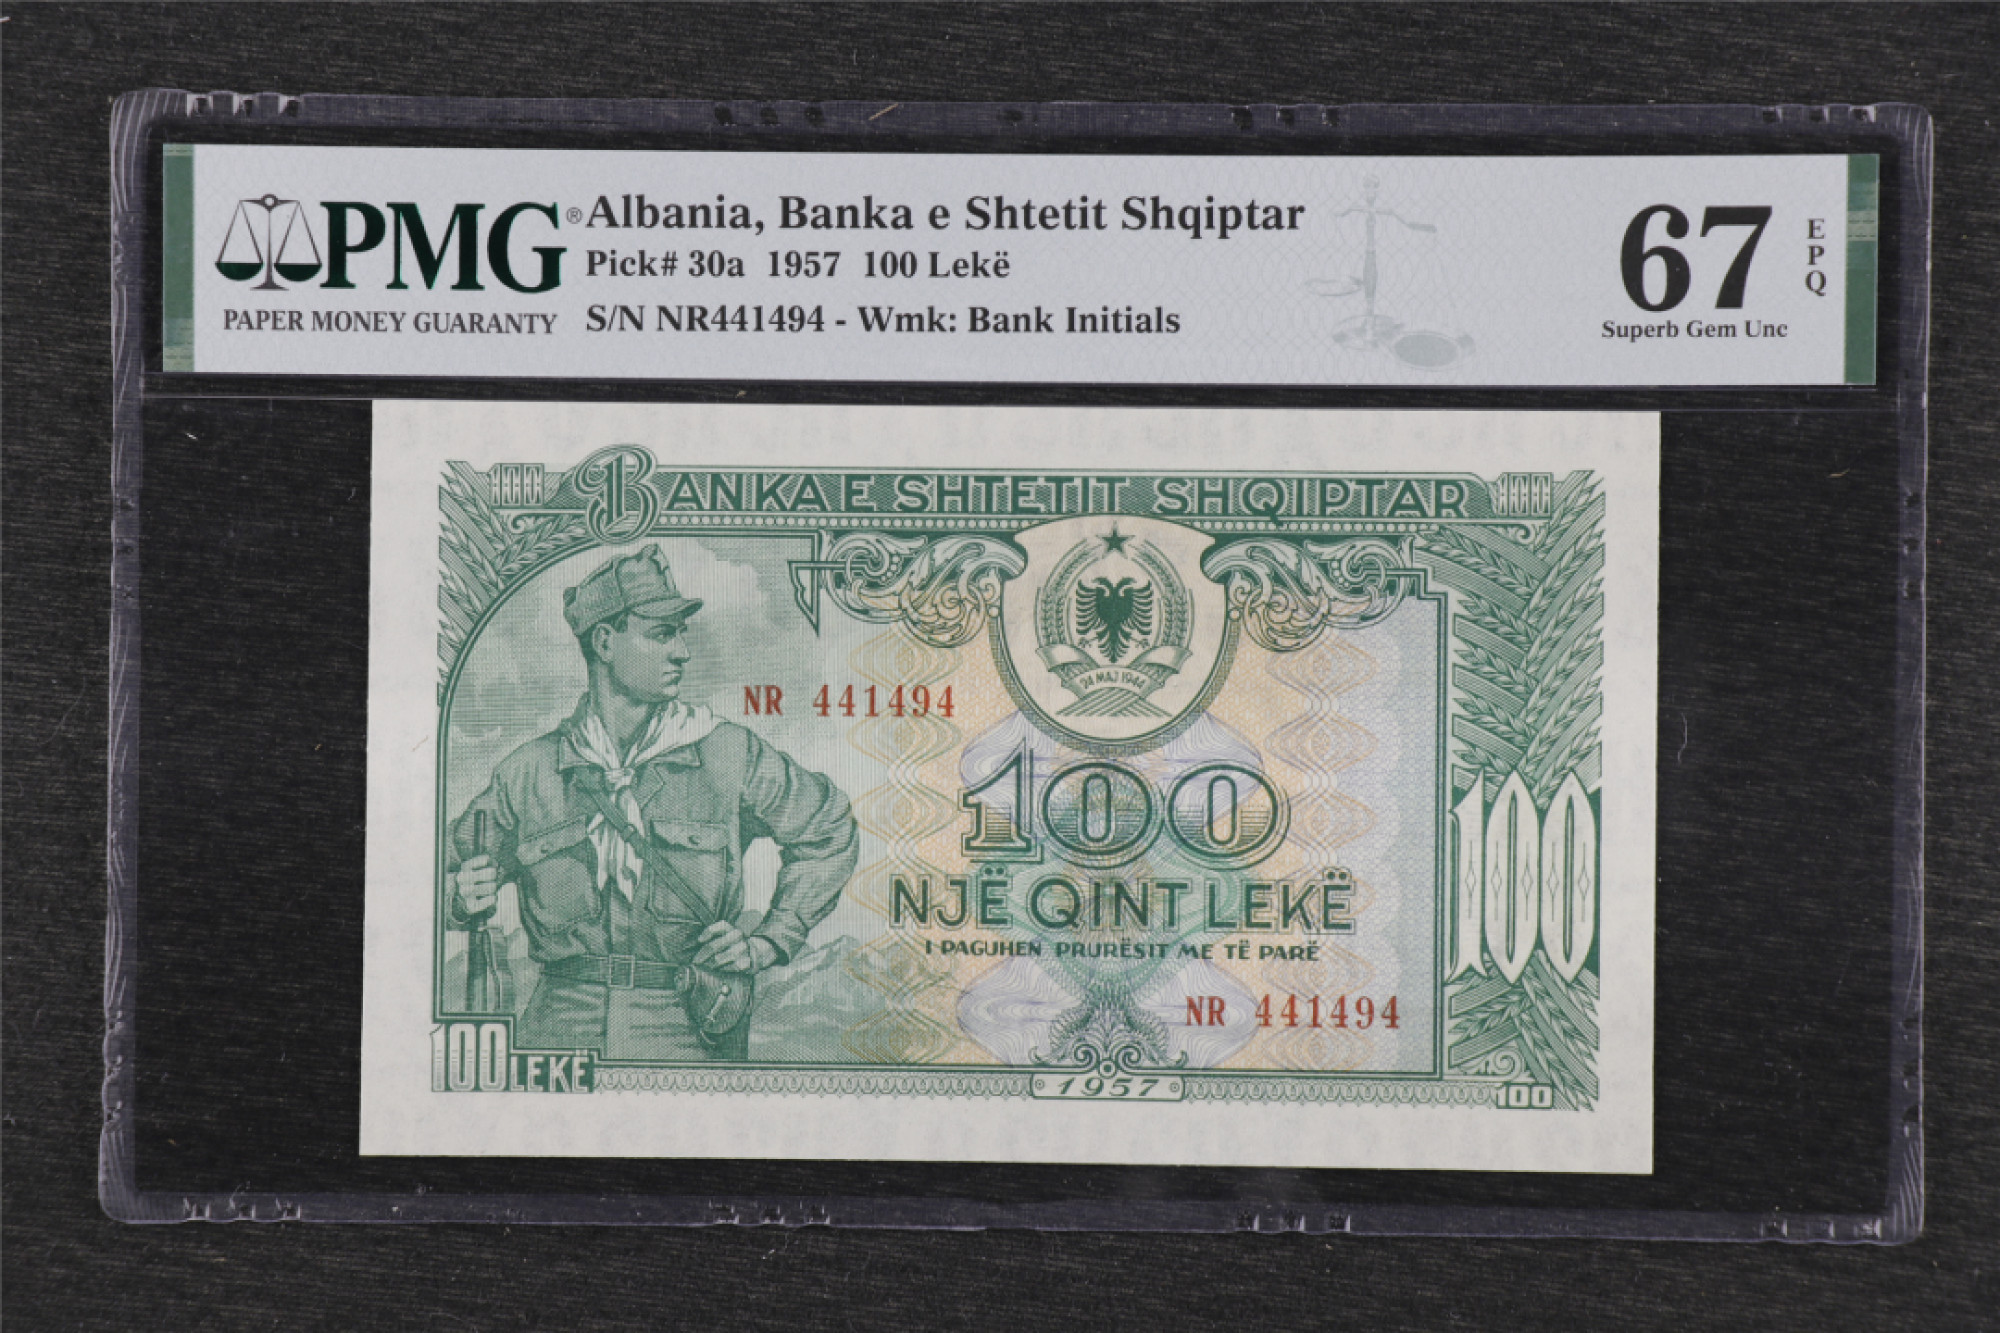 PMG®
PAPER MONEY GUARANTY
Albania, Banka e Shtetit Shqiptar
Pick# 30a 1957 100 Lekë
S/N NR441494 - Wmk: Bank Initials
67
EPQ
Superb Gem Unc
100 BANKA E SHTETIT SHQIPTAR 100
24 MAJ 1944
NR 441494
100
NJË QINT LEKË
I PAGUHEN PRURËSIT ME TË PARË
100
NR 441494
100 LEKË
1957
100